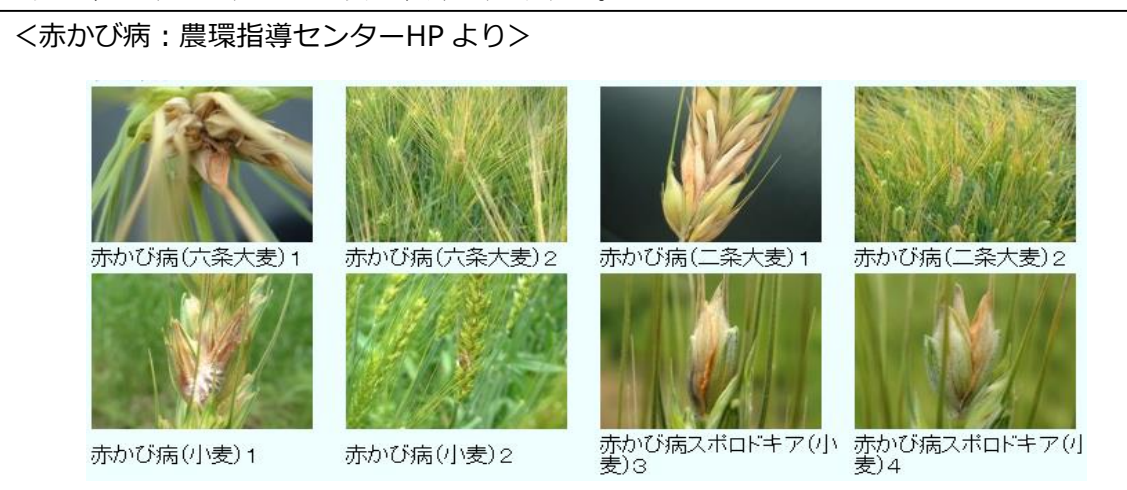 ＜赤かび病：農環指導センターHP より＞
赤かび病(六条大麦)１
赤かび病(六条大麦)２
赤かび病(二条大麦)１
赤かび病(二条大麦)２
赤かび病(小麦)１
赤かび病(小麦)２
赤かび病スポロドキア(小
麦)３
赤かび病スポロドキア(小
麦)４